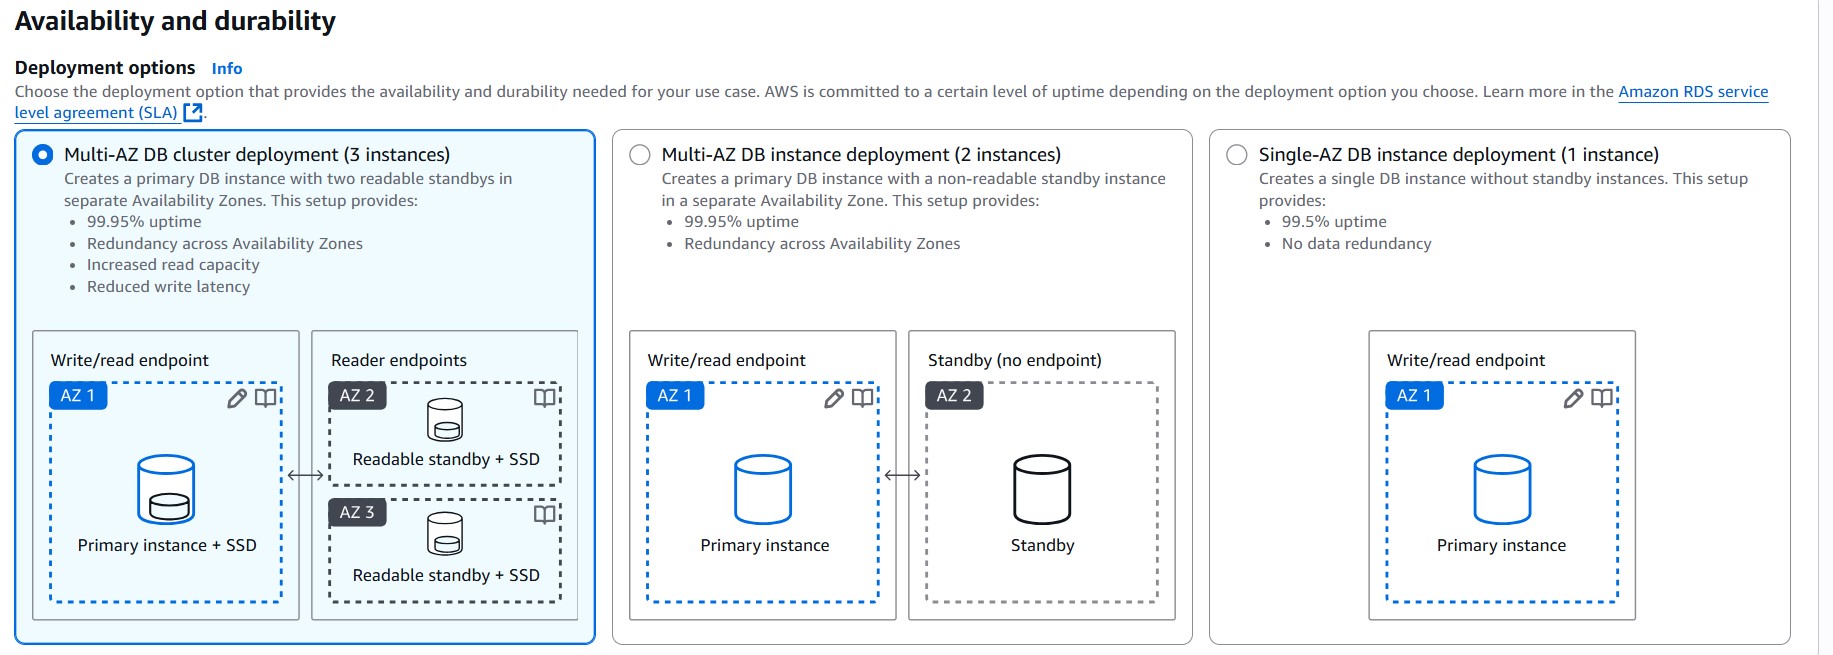 Availability and durability
Deployment options Info
Choose the deployment option that provides the availability and durability needed for your use case. AWS is committed to a certain level of uptime depending on the deployment option you choose. Learn more in the Amazon RDS service
level agreement (SLA).
Multi-AZ DB cluster deployment (3 instances)
Creates a primary DB instance with two readable standbys in
separate Availability Zones. This setup provides:
• 99.95% uptime
• Redundancy across Availability Zones
• Increased read capacity
• Reduced write latency
Write/read endpoint
AZ 1
Primary instance + SSD
Reader endpoints
AZ 2
Readable standby + SSD
AZ 3
Readable standby + SSD
Multi-AZ DB instance deployment (2 instances)
Creates a primary DB instance with a non-readable standby instance
in a separate Availability Zone. This setup provides:
• 99.95% uptime
• Redundancy across Availability Zones
Write/read endpoint
AZ 1
Primary instance
Standby (no endpoint)
AZ 2
Standby
Single-AZ DB instance deployment (1 instance)
Creates a single DB instance without standby instances. This setup
provides:
• 99.5% uptime
• No data redundancy
Write/read endpoint
AZ 1
Primary instance